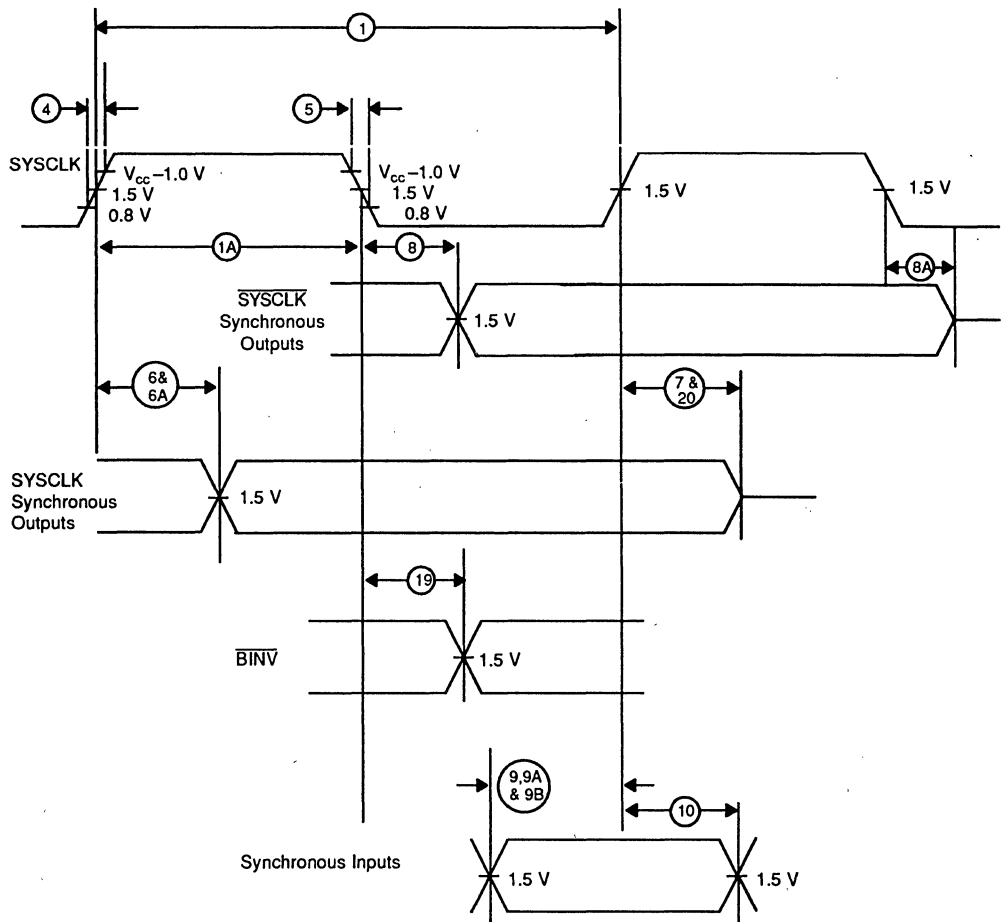 1
4
5
SYSCLK
V_CC−1.0 V
1.5 V
0.8 V
V_CC−1.0 V
1.5 V
0.8 V
1.5 V
1.5 V
1A
8
8A
SYSCLK
Synchronous
Outputs
1.5 V
6&
6A
7 &
20
SYSCLK
Synchronous
Outputs
1.5 V
19
BINV
1.5 V
9,9A
& 9B
10
Synchronous Inputs
1.5 V
1.5 V